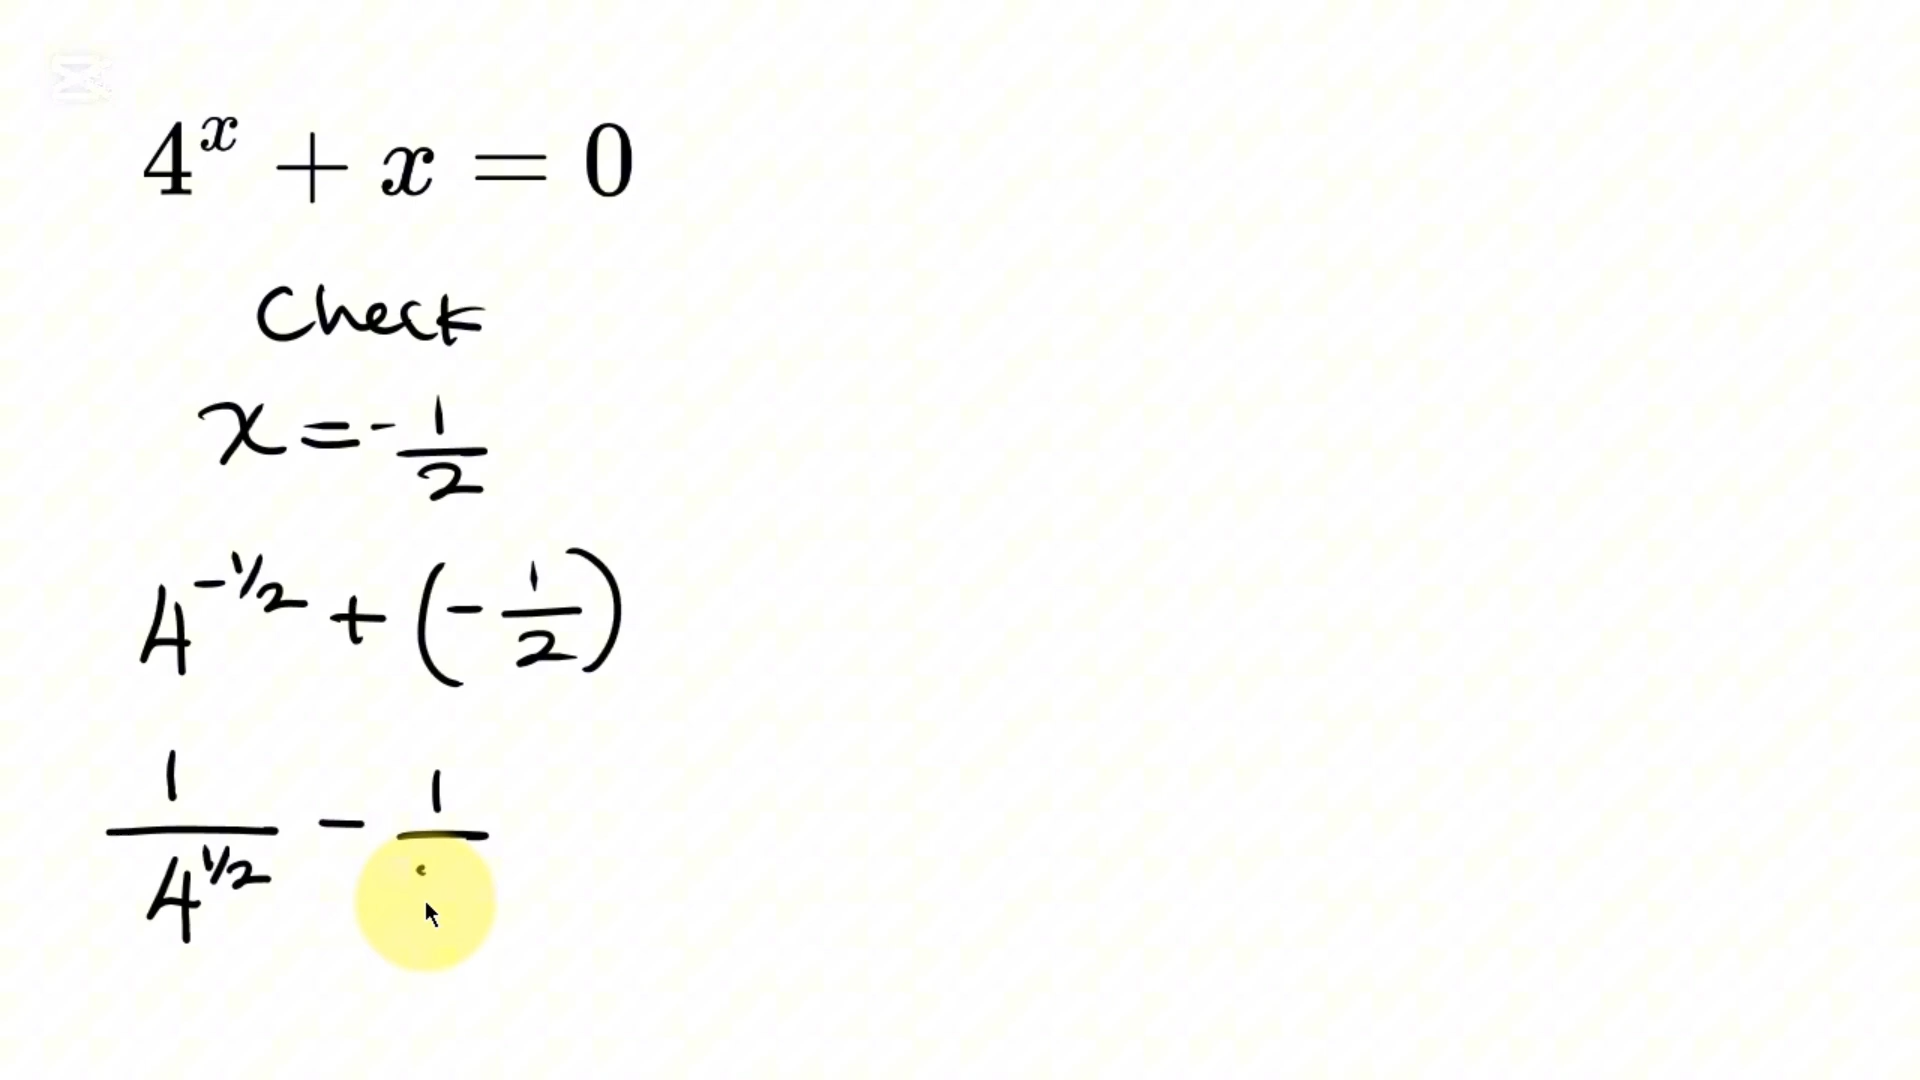 4^x + x = 0
Check
x = -1/2
4^{-1/2} + (-1/2)
1/4^{1/2} - 1/